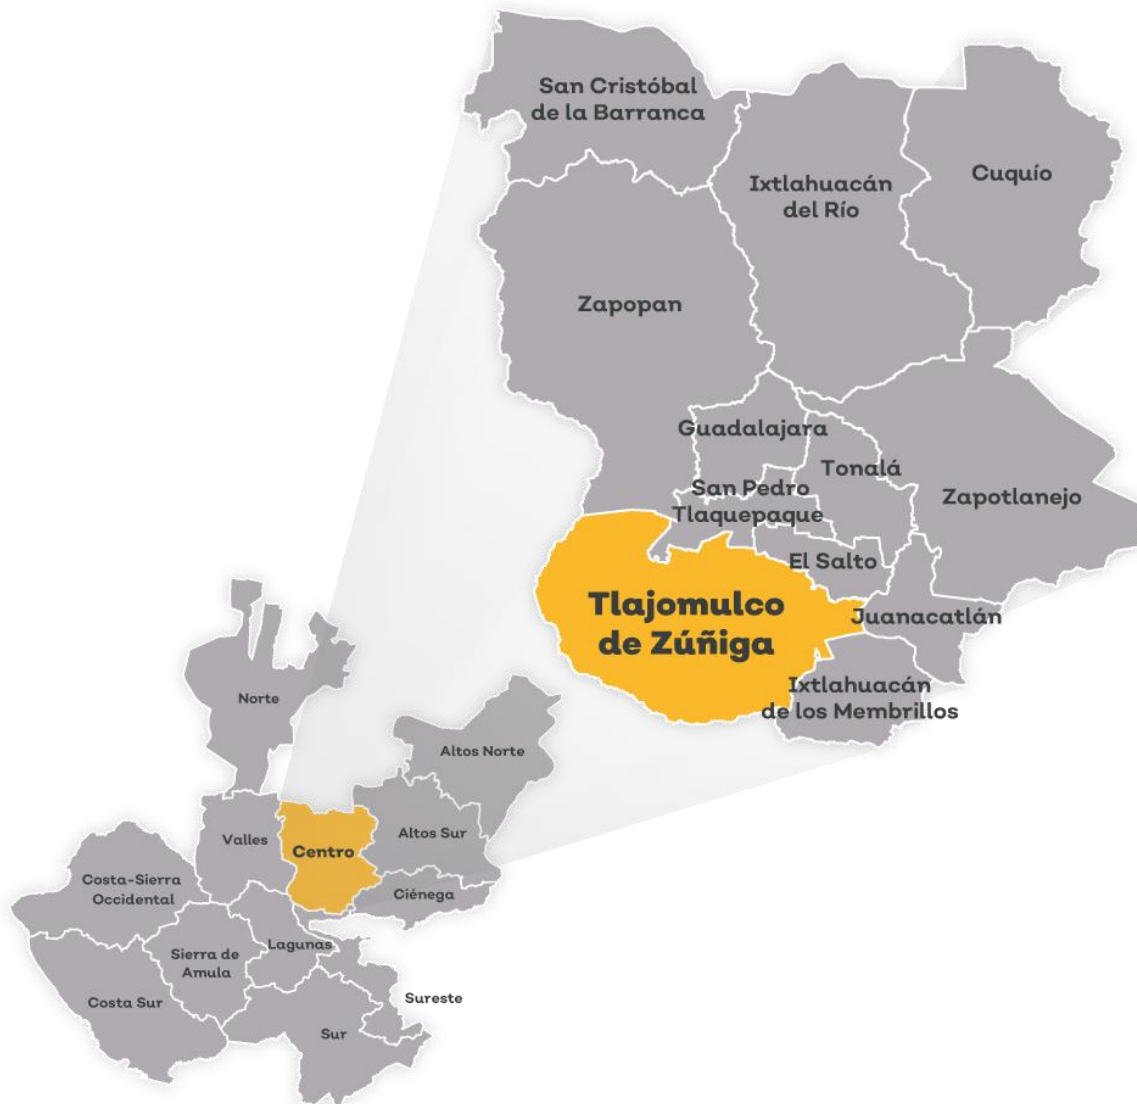 San Cristóbal
de la Barranca
Ixtlahuacán
del Río
Cuquío
Zapopan
Guadalajara
Tonalá
San Pedro
Tlaquepaque
Zapotlanejo
El Salto
Tlajomulco
de Zúñiga
Juanacatlán
Ixtlahuacán
de los Membrillos
Norte
Altos Norte
Valles
Centro
Altos Sur
Costa-Sierra
Occidental
Ciénega
Lagunas
Sierra de
Amula
Costa Sur
Sureste
Sur